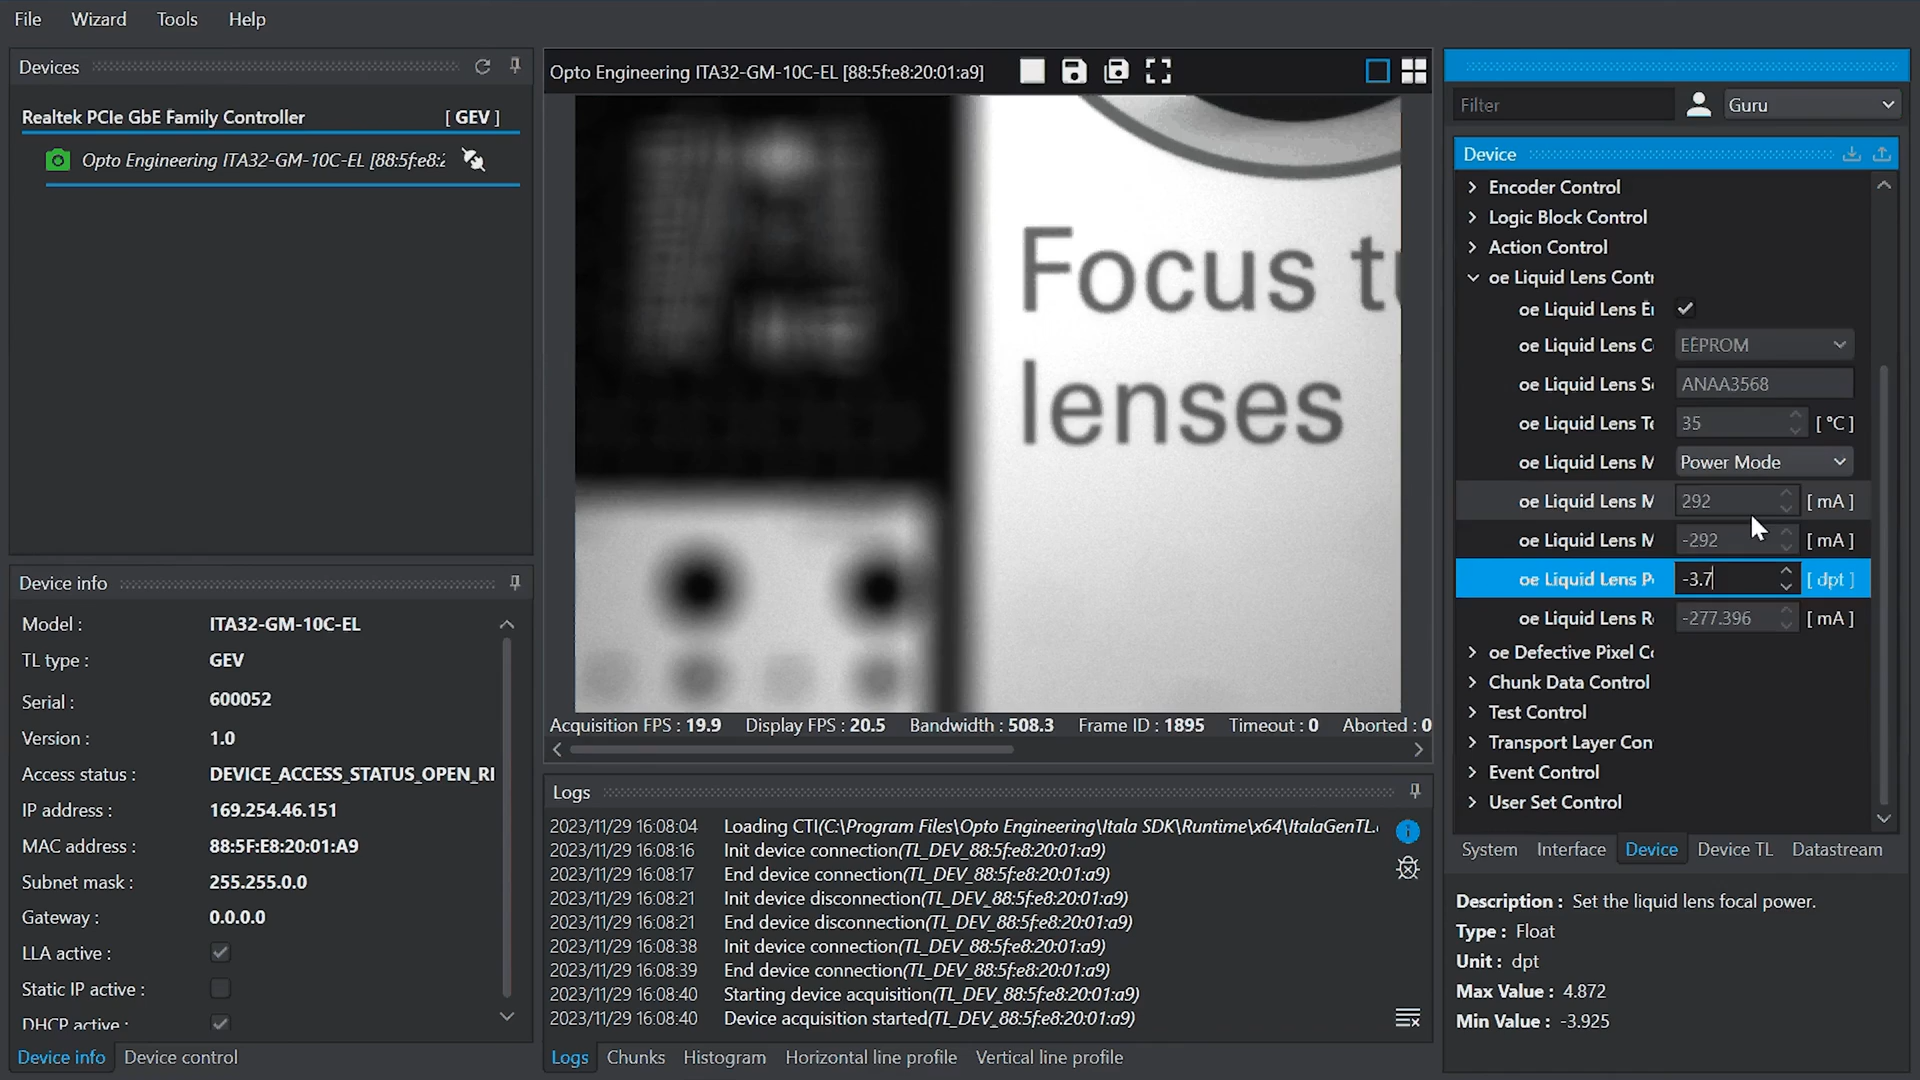 File Wizard Tools Help
Devices
Realtek PCIe GbE Family Controller [ GEV ]
Opto Engineering ITA32-GM-10C-EL [88:5f:e8:2
Device info
Model : ITA32-GM-10C-EL
TL type : GEV
Serial : 600052
Version : 1.0
Access status : DEVICE_ACCESS_STATUS_OPEN_RI
IP address : 169.254.46.151
MAC address : 88:5F:E8:20:01:A9
Subnet mask : 255.255.0.0
Gateway : 0.0.0.0
LLA active :
Static IP active :
DHCP active :
Device info Device control
Opto Engineering ITA32-GM-10C-EL [88:5f:e8:20:01:a9]
Focus tu
lenses
Acquisition FPS : 19.9 Display FPS : 20.5 Bandwidth : 508.3 Frame ID : 1895 Timeout : 0 Aborted : 0
Logs
2023/11/29 16:08:04 Loading CTI(C:\Program Files\Opto Engineering\Itala SDK\Runtime\x64\ItalaGenTL.
2023/11/29 16:08:16 Init device connection(TL_DEV_88:5f:e8:20:01:a9)
2023/11/29 16:08:17 End device connection(TL_DEV_88:5f:e8:20:01:a9)
2023/11/29 16:08:21 Init device disconnection(TL_DEV_88:5f:e8:20:01:a9)
2023/11/29 16:08:21 End device disconnection(TL_DEV_88:5f:e8:20:01:a9)
2023/11/29 16:08:38 Init device connection(TL_DEV_88:5f:e8:20:01:a9)
2023/11/29 16:08:39 End device connection(TL_DEV_88:5f:e8:20:01:a9)
2023/11/29 16:08:40 Starting device acquisition(TL_DEV_88:5f:e8:20:01:a9)
2023/11/29 16:08:40 Device acquisition started(TL_DEV_88:5f:e8:20:01:a9)
Logs Chunks Histogram Horizontal line profile Vertical line profile
Filter Guru
Device
Encoder Control
Logic Block Control
Action Control
oe Liquid Lens Contr
oe Liquid Lens E
oe Liquid Lens C EEPROM
oe Liquid Lens S ANAA3568
oe Liquid Lens Te 35 [ °C ]
oe Liquid Lens M Power Mode
oe Liquid Lens M 292 [ mA ]
oe Liquid Lens M -292 [ mA ]
oe Liquid Lens P -3.7 [ dpt ]
oe Liquid Lens R -277.396 [ mA ]
oe Defective Pixel Co
Chunk Data Control
Test Control
Transport Layer Con
Event Control
User Set Control
System Interface Device Device TL Datastream
Description : Set the liquid lens focal power.
Type : Float
Unit : dpt
Max Value : 4.872
Min Value : -3.925